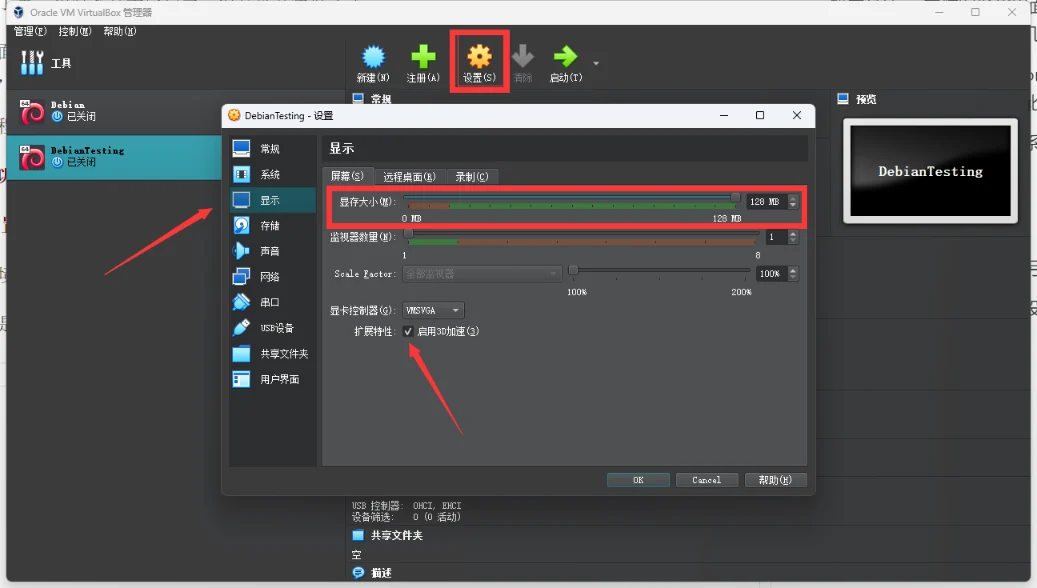 Oracle VM VirtualBox 管理器
管理(F) 控制(M) 帮助(H)
工具
新建(N) 注册(A) 设置(S) 清除 启动(T)
Debian
已关闭
DebianTesting
已关闭
常规
预览
DebianTesting
DebianTesting - 设置
常规
系统
显示
存储
声音
网络
串口
USB设备
共享文件夹
用户界面
显示
屏幕(S) 远程桌面(R) 录制(C)
显存大小(M): 128 MB
0 MB 128 MB
监视器数量(N): 1
1 8
Scale Factor: 全部监视器 100%
100% 200%
显卡控制器(G): VMSVGA
扩展特性: 启用3D加速(3)
OK Cancel 帮助(H)
USB 控制器: OHCI, EHCI
设备筛选: 0 (0 活动)
共享文件夹
空
描述